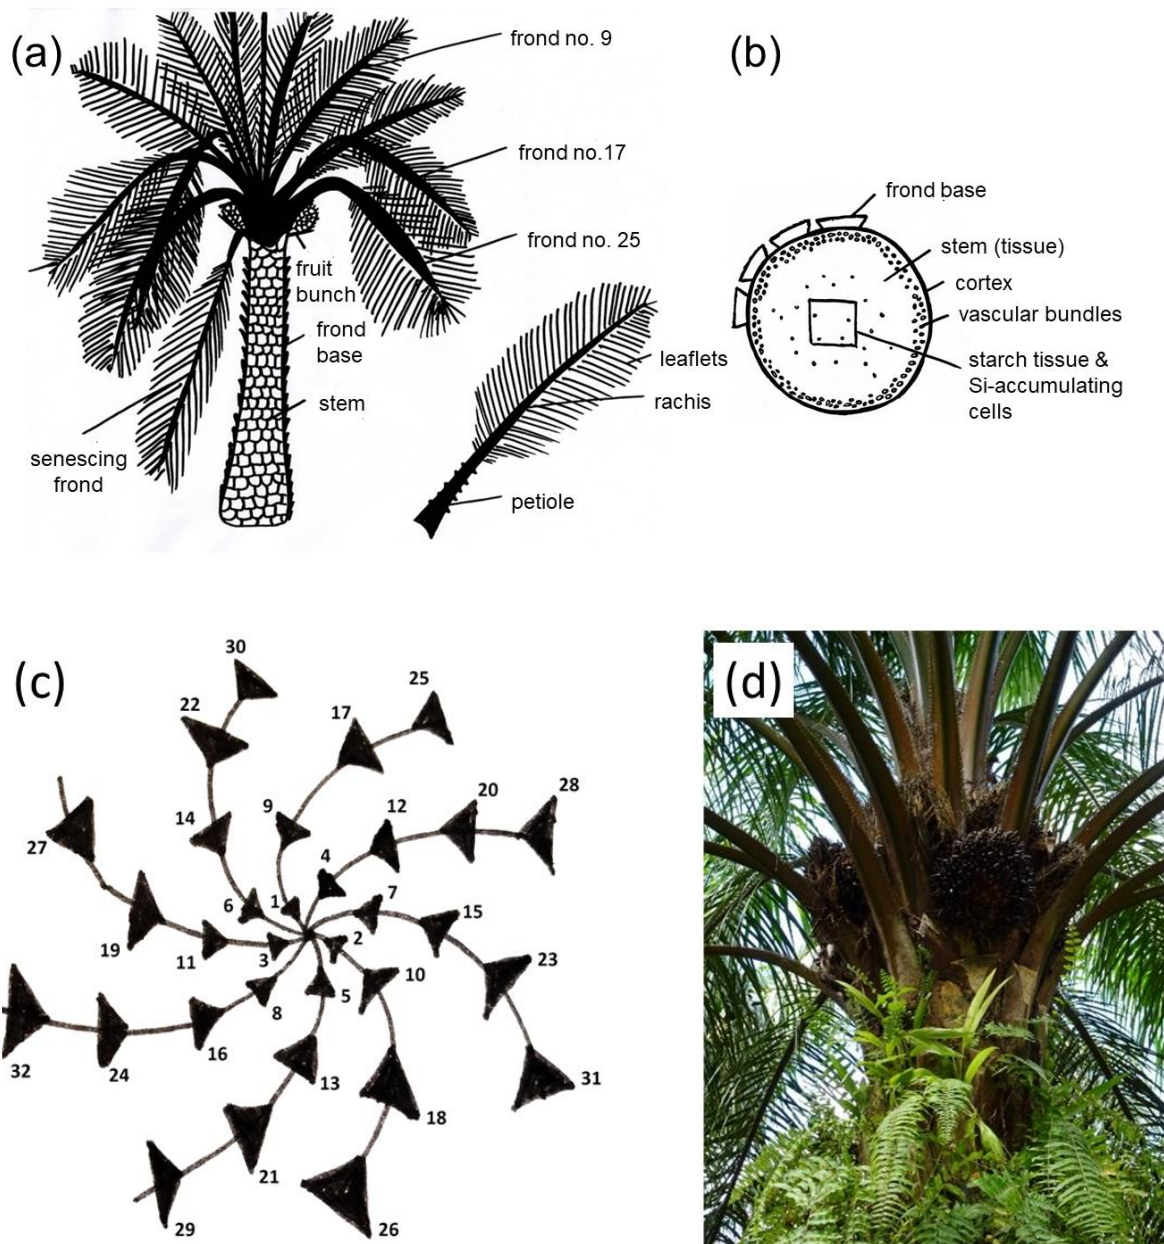 (a)
frond no. 9
frond no.17
frond no. 25
fruit
bunch
frond
base
stem
senescing
frond
leaflets
rachis
petiole
(b)
frond base
stem (tissue)
cortex
vascular bundles
starch tissue &
Si-accumulating
cells
(c)
30
25
22
17
28
20
12
14
9
27
4
7
6
1
15
2
19
11
3
23
10
5
8
16
32
24
13
31
18
21
29
26
(d)